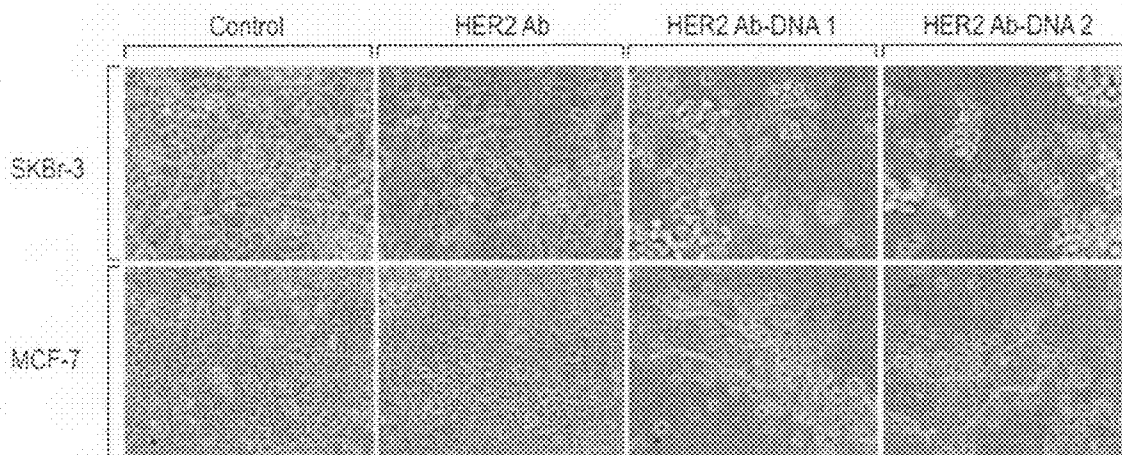 Control HER2 Ab HER2 Ab-DNA 1 HER2 Ab-DNA 2
SKBr-3
MCF-7